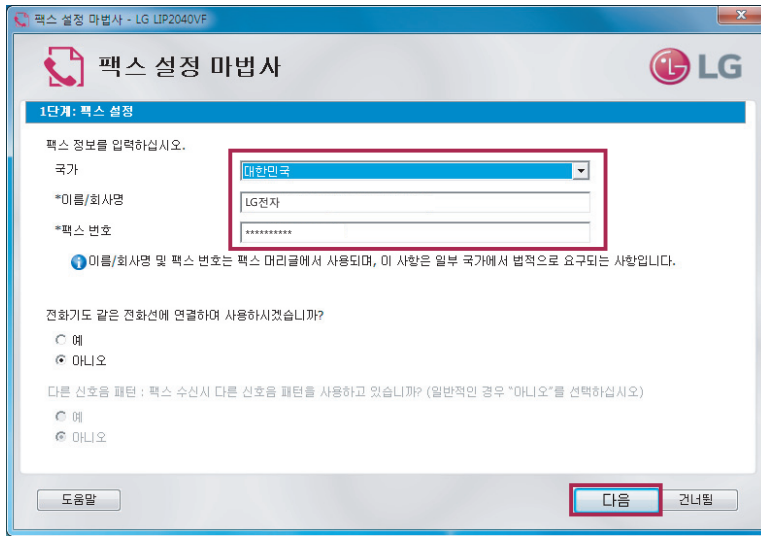 팩스 설정 마법사 - LG LIP2040VF
팩스 설정 마법사
LG
1단계: 팩스 설정
팩스 정보를 입력하십시오.
국가 대한민국
*이름/회사명 LG전자
*팩스 번호 **********
이름/회사명 및 팩스 번호는 팩스 머리글에서 사용되며, 이 사항은 일부 국가에서 법적으로 요구되는 사항입니다.
전화기도 같은 전화선에 연결하여 사용하시겠습니까?
예
아니오
다른 신호음 패턴 : 팩스 수신시 다른 신호음 패턴을 사용하고 있습니까? (일반적인 경우 "아니오"를 선택하십시오)
예
아니오
도움말 다음 건너뜀